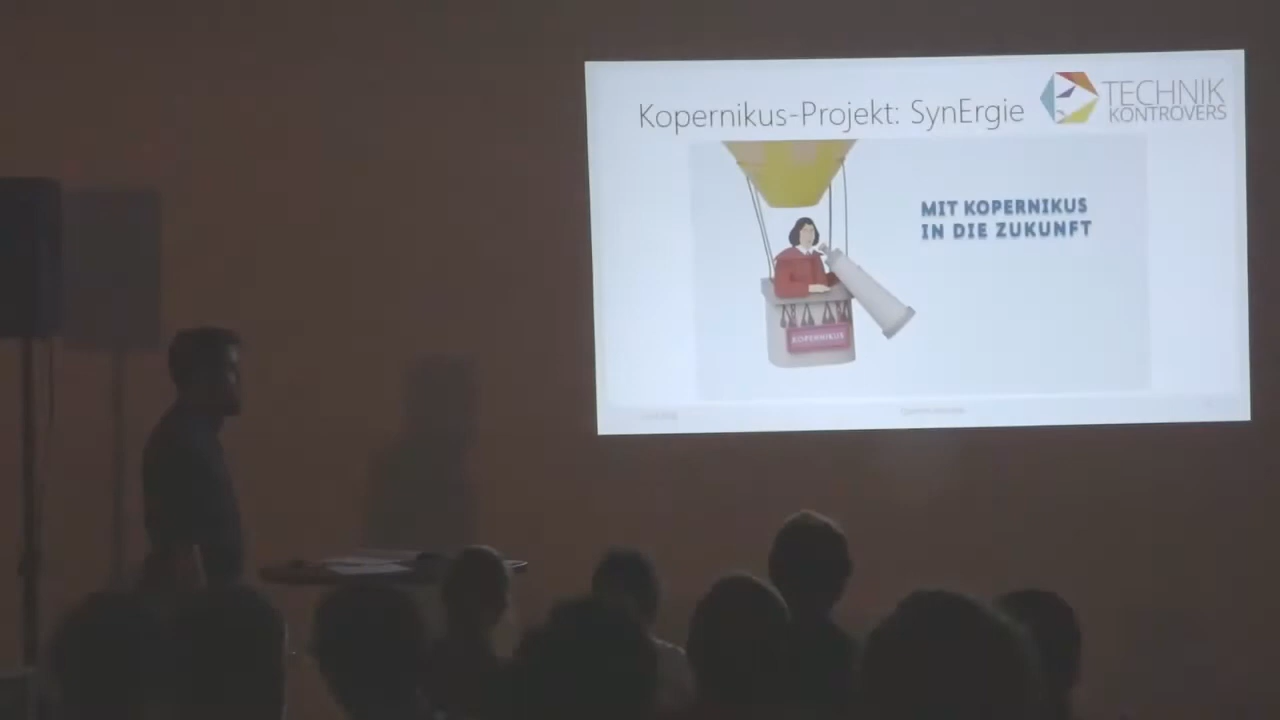 Kopernikus-Projekt: SynErgie
TECHNIK
KONTROVERS
MIT KOPERNIKUS
IN DIE ZUKUNFT
KOPERNIKUS